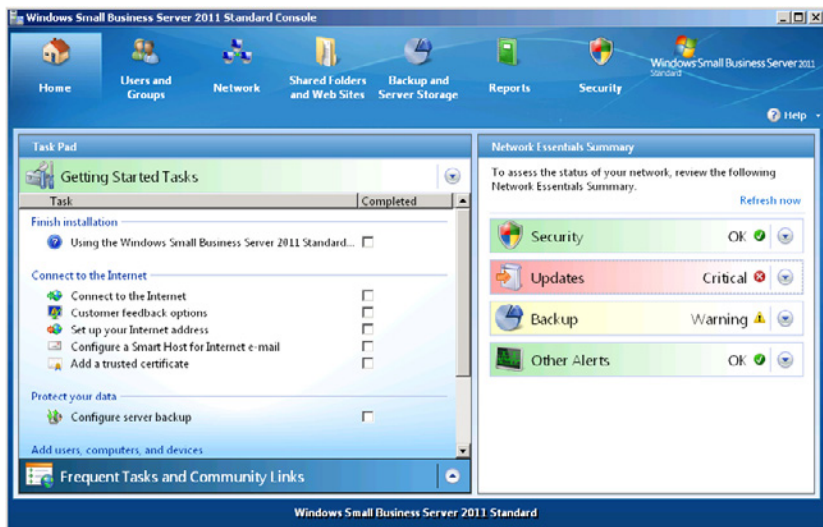 Windows Small Business Server 2011 Standard Console
Home
Users and
Groups
Network
Shared Folders
and Web Sites
Backup and
Server Storage
Reports
Security
Windows Small Business Server 2011
Standard
Help
Task Pad
Getting Started Tasks
Task Completed
Finish installation
Using the Windows Small Business Server 2011 Standard...
Connect to the Internet
Connect to the Internet
Customer feedback options
Set up your Internet address
Configure a Smart Host for Internet e-mail
Add a trusted certificate
Protect your data
Configure server backup
Add users, computers, and devices
Frequent Tasks and Community Links
Network Essentials Summary
To assess the status of your network, review the following
Network Essentials Summary.
Refresh now
Security OK
Updates Critical
Backup Warning
Other Alerts OK
Windows Small Business Server 2011 Standard